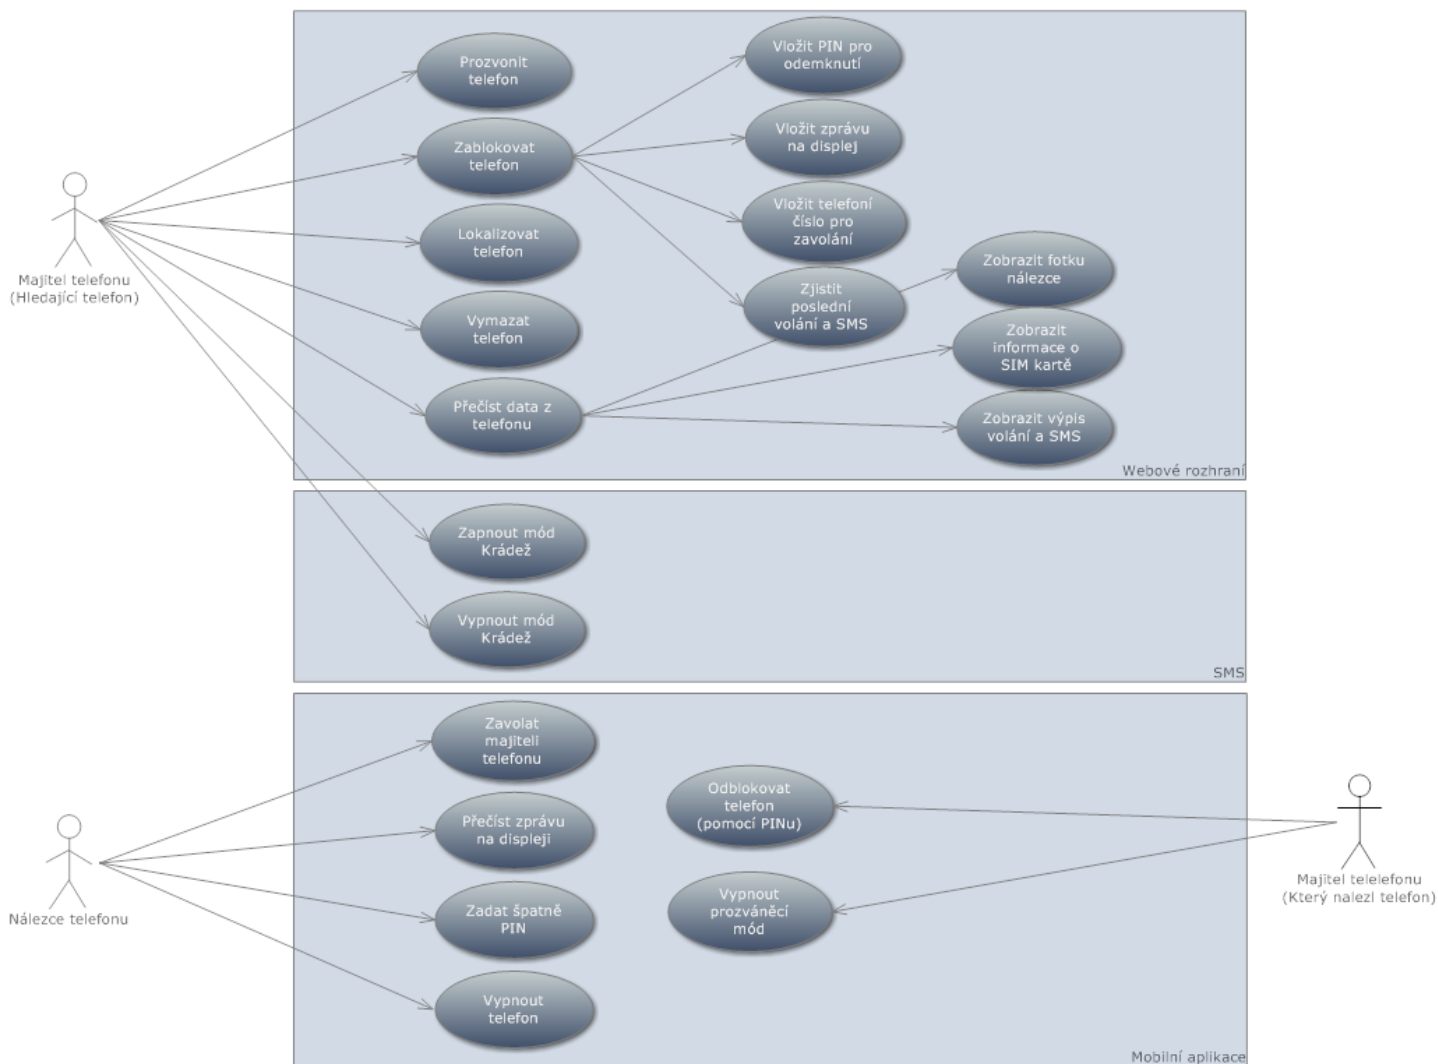 Prozvonit
telefon
Zablokovat
telefon
Lokalizovat
telefon
Vymazat
telefon
Přečíst data z
telefonu
Vložit PIN pro
odemknutí
Vložit zprávu
na displej
Vložit telefoní
číslo pro
zavolání
Zjistit
poslední
volání a SMS
Zobrazit fotku
nálezce
Zobrazit
informace o
SIM kartě
Zobrazit výpis
volání a SMS
Webové rozhraní
Majitel telefonu
(Hledající telefon)
Zapnout mód
Krádež
Vypnout mód
Krádež
SMS
Zavolat
majiteli
telefonu
Přečíst zprávu
na displeji
Zadat špatně
PIN
Vypnout
telefon
Odblokovat
telefon
(pomocí PINu)
Vypnout
prozváněcí
mód
Mobilní aplikace
Nálezce telefonu
Majitel telelefonu
(Který nalezl telefon)